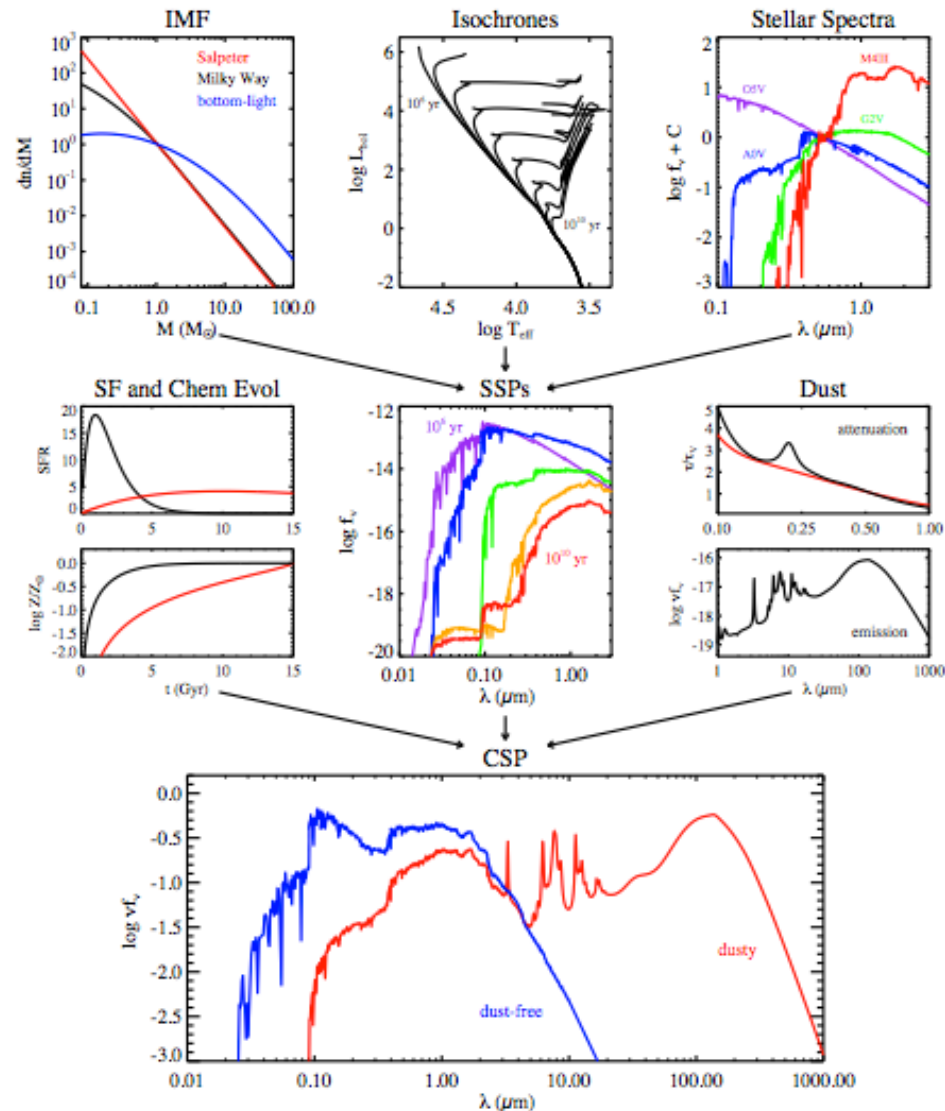 IMF
Isochrones
Stellar Spectra
10³
10²
10¹
10⁰
10⁻¹
10⁻²
10⁻³
10⁻⁴
dn/dM
Salpeter
Milky Way
bottom-light
0.1 1.0 10.0 100.0
M (M⊙)
6
4
2
0
-2
log L_bol
10⁶ yr
10¹⁰ yr
4.5 4.0 3.5
log T_eff
2
1
0
-1
-2
-3
log f_ν + C
M4III
O5V
G2V
A0V
0.1 1.0
λ (μm)
SF and Chem Evol
SSPs
Dust
20
15
10
5
0
SFR
0 5 10 15
0.0
-0.5
-1.0
-1.5
-2.0
log Z/Z⊙
0 5 10 15
t (Gyr)
-12
-14
-16
-18
-20
log f_ν
10⁶ yr
10¹⁰ yr
0.01 0.10 1.00
λ (μm)
5
4
3
2
1
τ/τ_V
attenuation
0.10 0.25 0.50 1.00
-16
-17
-18
-19
log νf_ν
emission
1 10 100 1000
λ (μm)
CSP
0.0
-0.5
-1.0
-1.5
-2.0
-2.5
-3.0
log νf_ν
dusty
dust-free
0.01 0.10 1.00 10.00 100.00 1000.00
λ (μm)